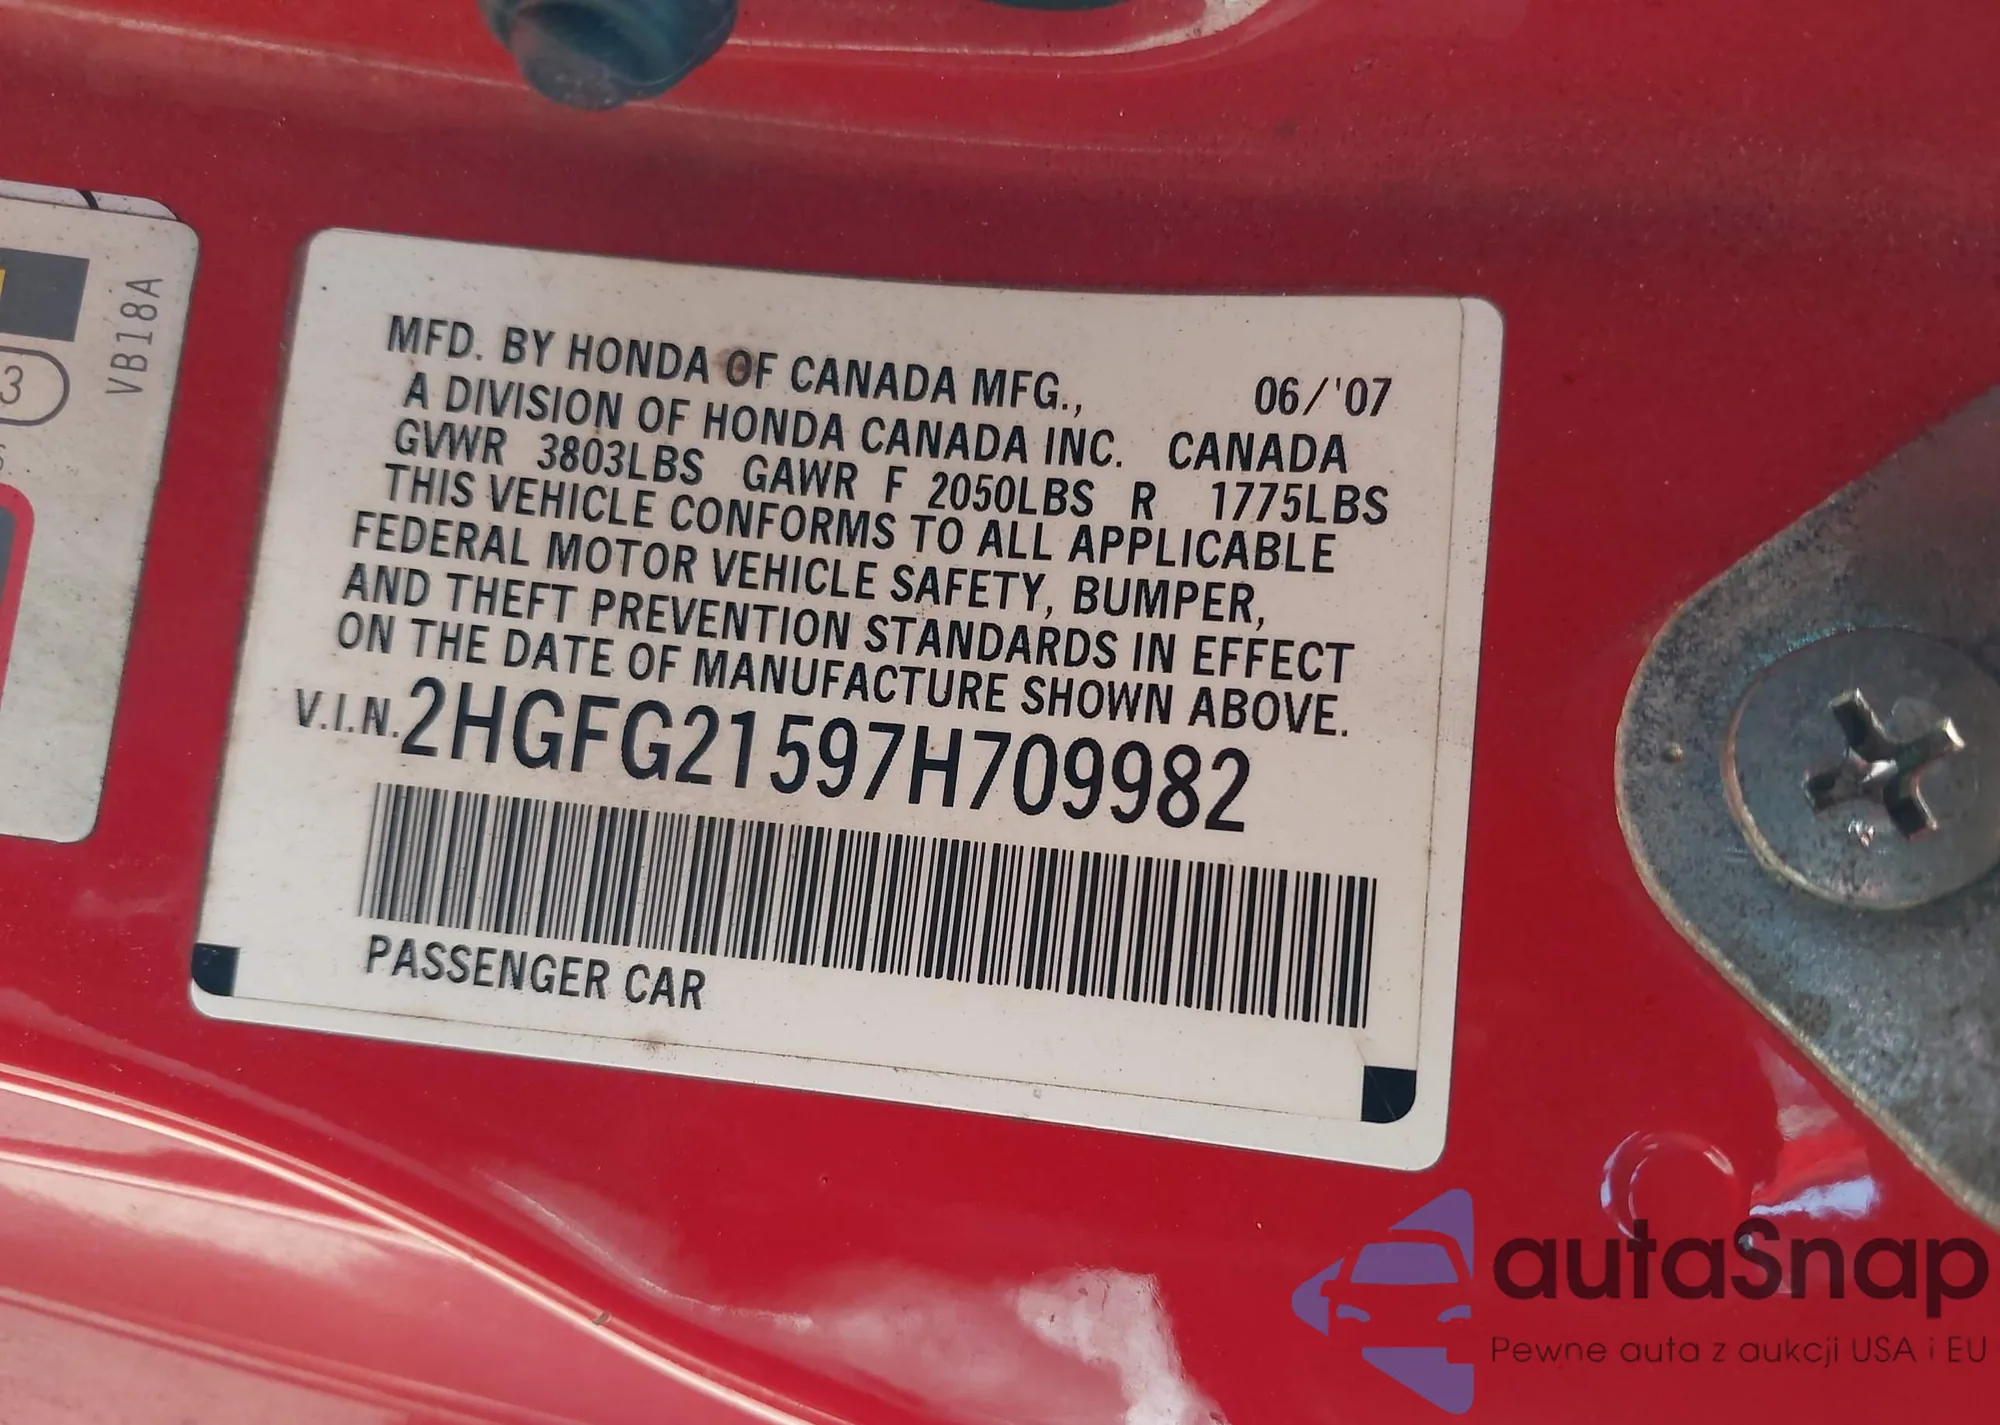 VB18A
3
MFD. BY HONDA OF CANADA MFG., 06/'07
A DIVISION OF HONDA CANADA INC. CANADA
GVWR 3803LBS GAWR F 2050LBS R 1775LBS
THIS VEHICLE CONFORMS TO ALL APPLICABLE
FEDERAL MOTOR VEHICLE SAFETY, BUMPER,
AND THEFT PREVENTION STANDARDS IN EFFECT
ON THE DATE OF MANUFACTURE SHOWN ABOVE.
V.I.N. 2HGFG21597H709982
PASSENGER CAR
autaSnap
Pewne auta z aukcji USA i EU